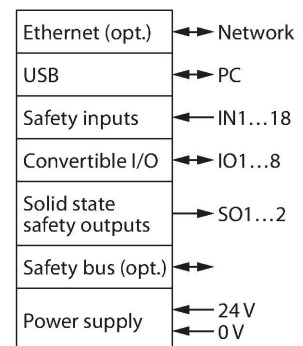 Ethernet (opt.) Network
USB PC
Safety inputs IN1...18
Convertible I/O IO1...8
Solid state
safety outputs SO1...2
Safety bus (opt.)
Power supply 24 V
0 V